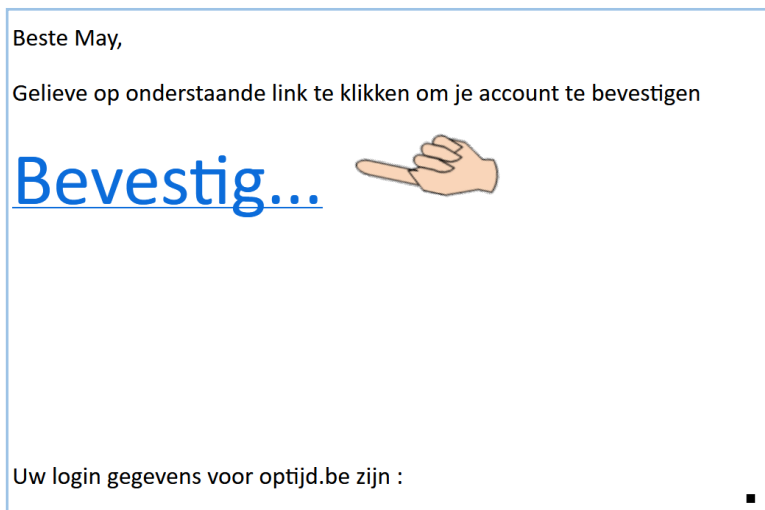 Beste May,
Gelieve op onderstaande link te klikken om je account te bevestigen
Bevestig...
Uw login gegevens voor optijd.be zijn :